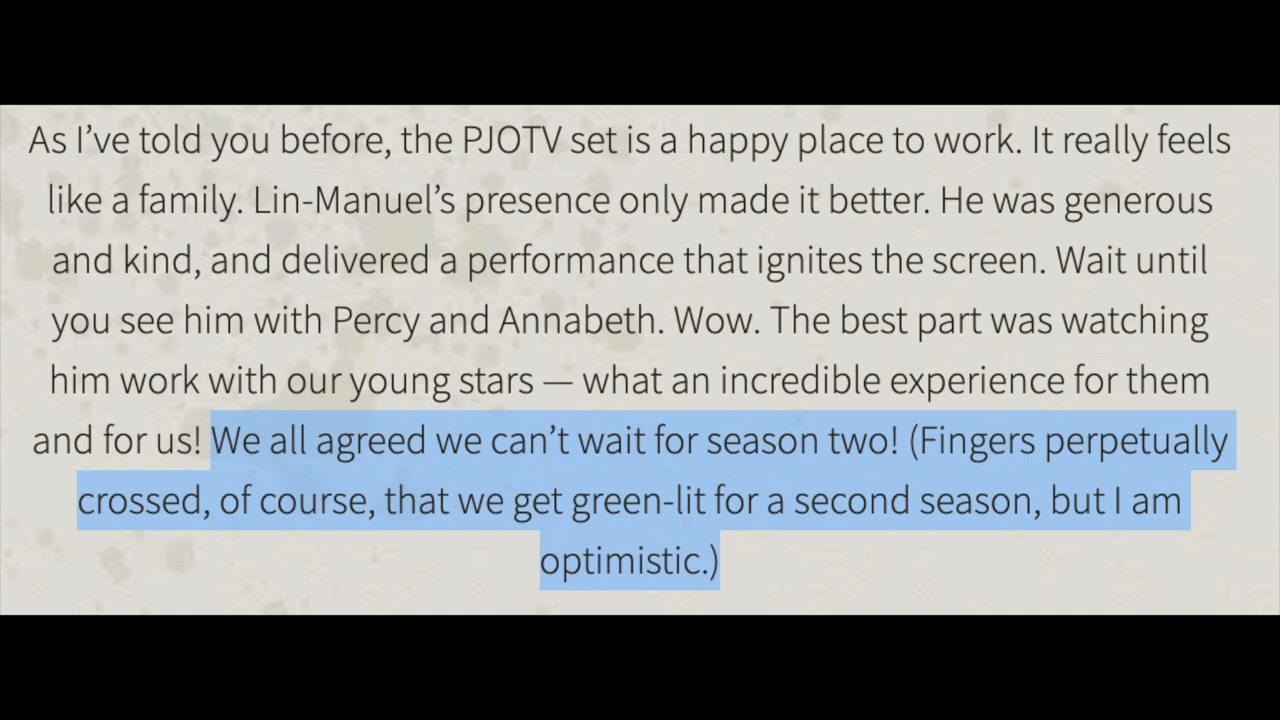 As I’ve told you before, the PJOTV set is a happy place to work. It really feels
like a family. Lin-Manuel’s presence only made it better. He was generous
and kind, and delivered a performance that ignites the screen. Wait until
you see him with Percy and Annabeth. Wow. The best part was watching
him work with our young stars — what an incredible experience for them
and for us! We all agreed we can’t wait for season two! (Fingers perpetually
crossed, of course, that we get green-lit for a second season, but I am
optimistic.)